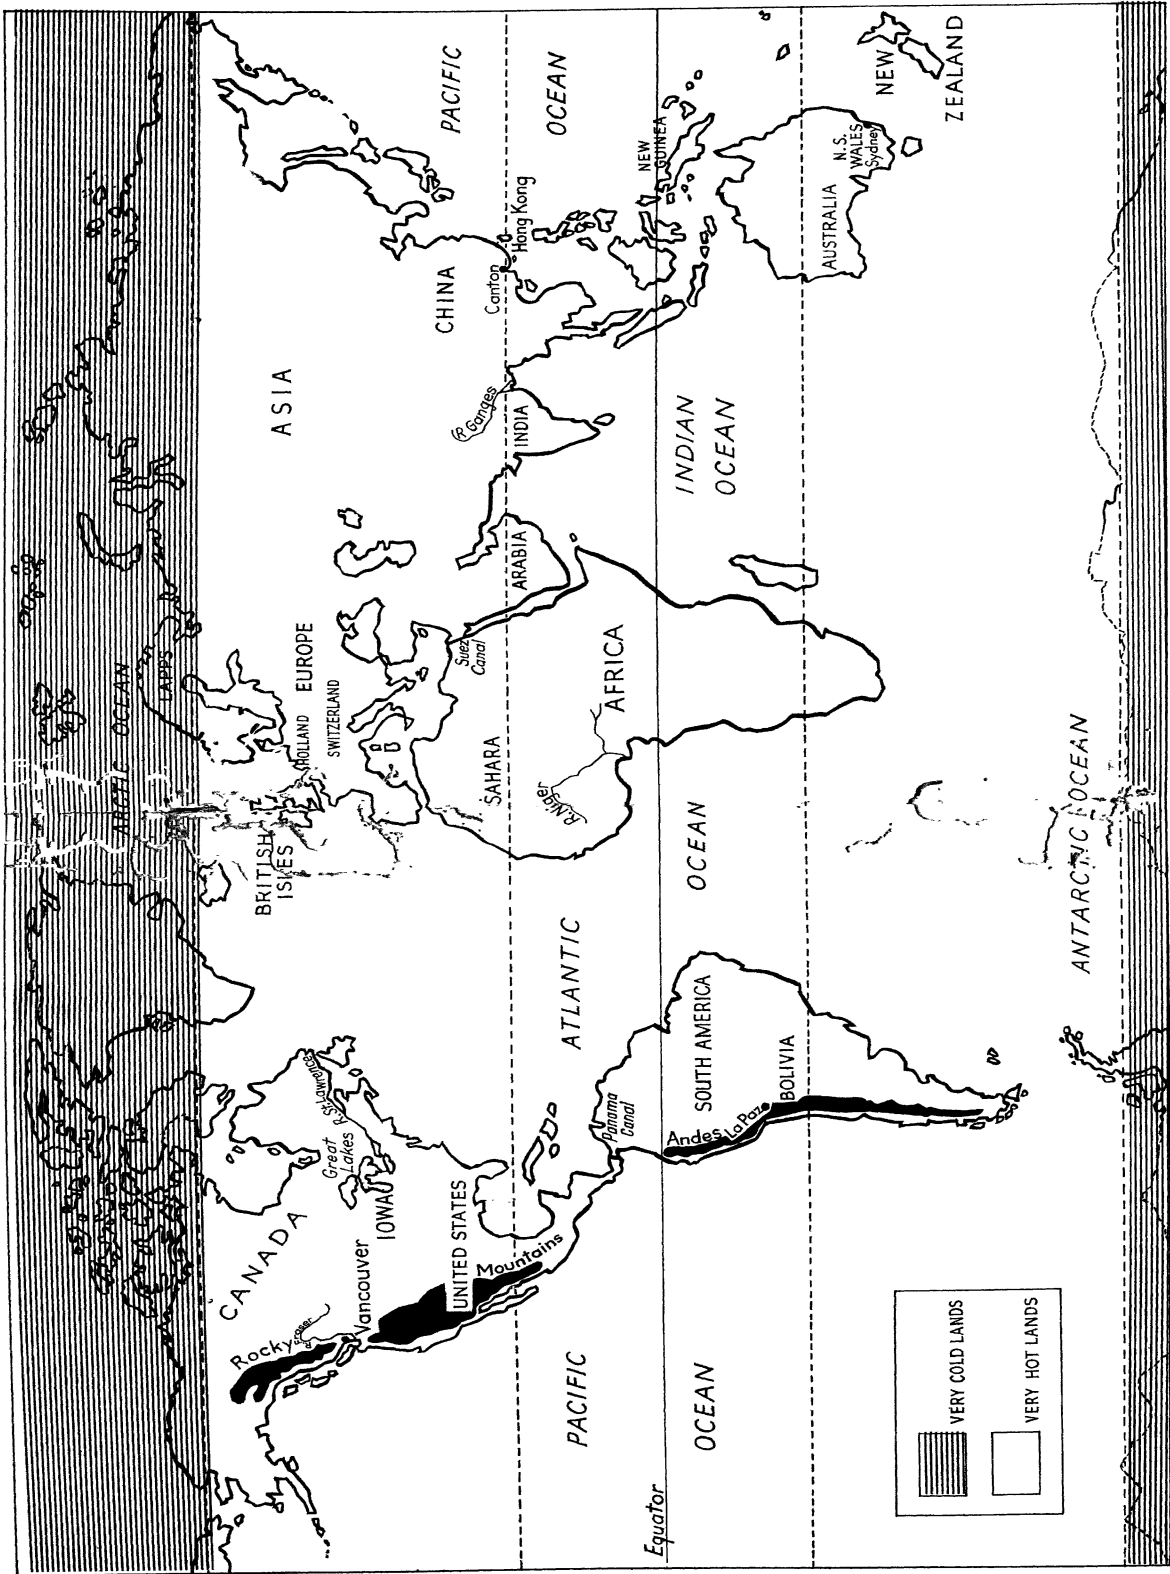 ARCTIC OCEAN
LAPPS
BRITISH
ISLES
HOLLAND
EUROPE
SWITZERLAND
ASIA
CHINA
Canton
Hong Kong
R Ganges
INDIA
ARABIA
Suez
Canal
SAHARA
R. Niger
AFRICA
CANADA
Rocky
Mountains
R. Fraser
Vancouver
Great
Lakes
R. St. Lawrence
IOWA
UNITED STATES
PACIFIC
OCEAN
ATLANTIC
OCEAN
Panama
Canal
SOUTH AMERICA
Andes
La Paz
BOLIVIA
Equator
INDIAN
OCEAN
PACIFIC
OCEAN
NEW
GUINEA
AUSTRALIA
N.S.
WALES
Sydney
NEW
ZEALAND
ANTARCTIC OCEAN
VERY COLD LANDS
VERY HOT LANDS